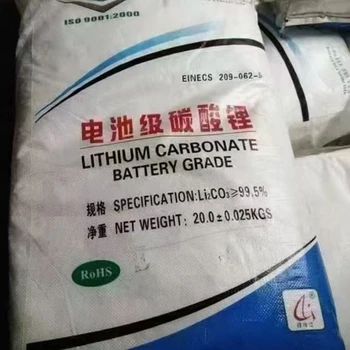 ISO 9001:2000
EINECS 209-062-5
电池级碳酸锂
LITHIUM CARBONATE
BATTERY GRADE
规格 SPECIFICATION:Li₂CO₃≥99.5%
净重 NET WEIGHT: 20.0±0.025KGS
RoHS